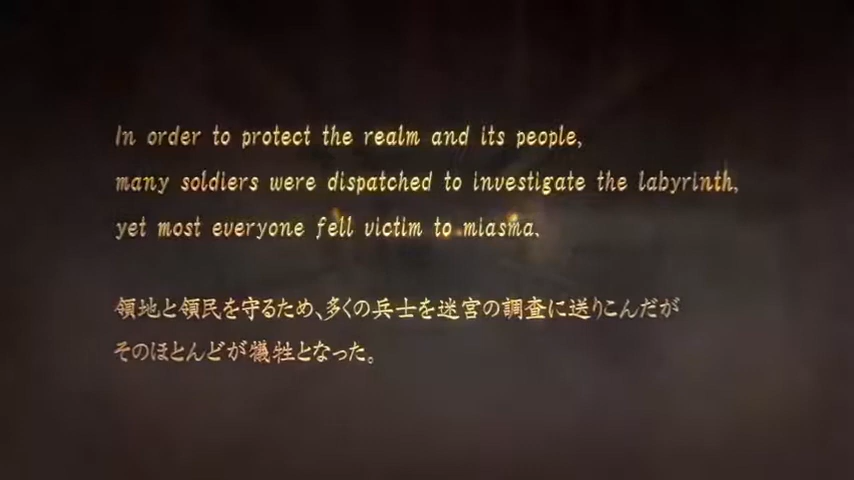 In order to protect the realm and its people,
many soldiers were dispatched to investigate the labyrinth,
yet most everyone fell victim to miasma.
領地と領民を守るため、多くの兵士を迷宮の調査に送りこんだが
そのほとんどが犠牲となった。